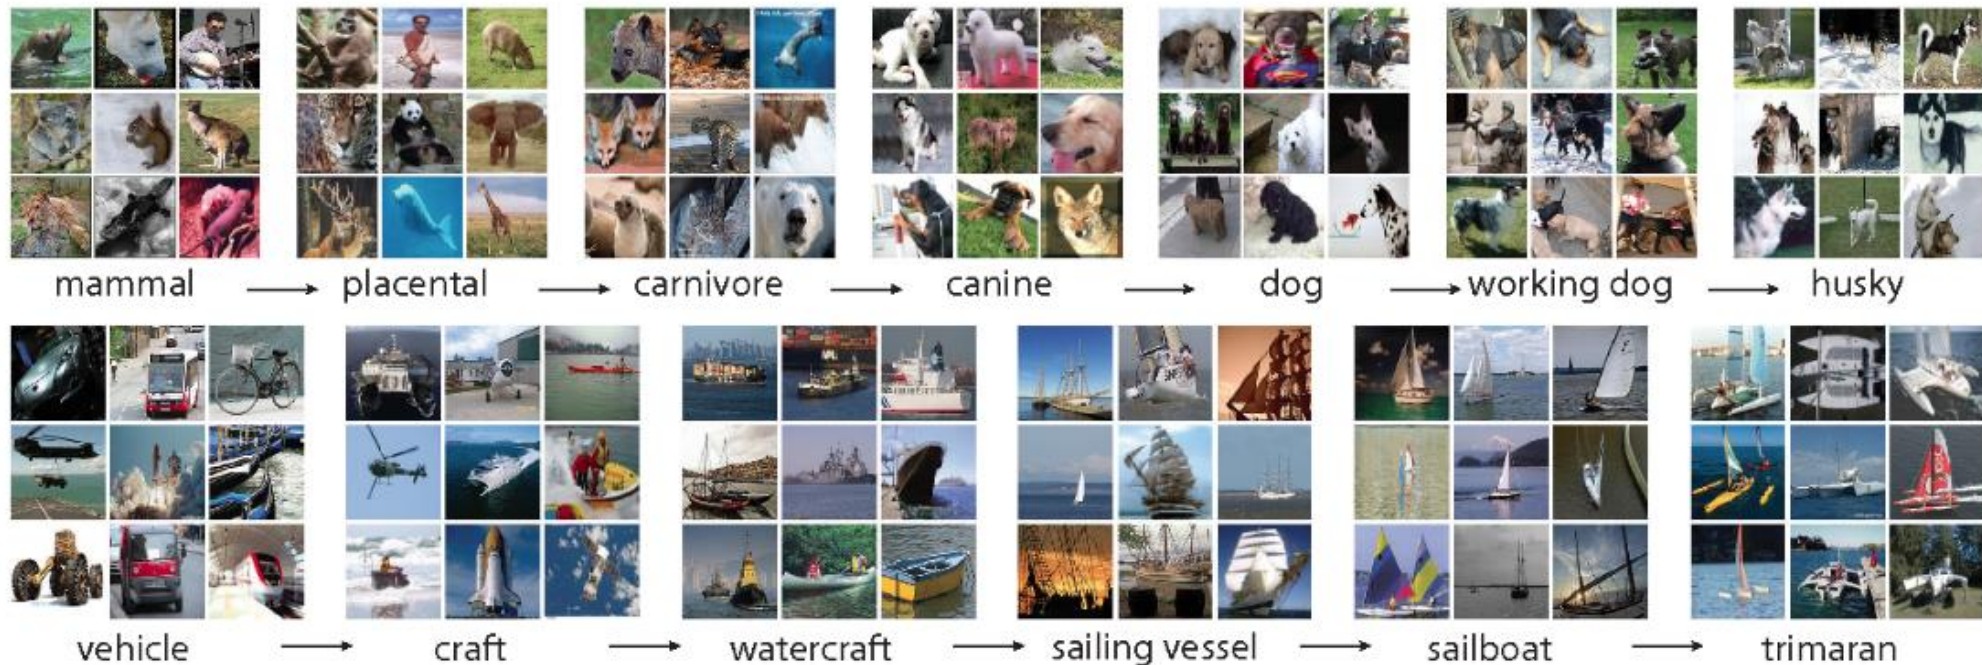 mammal → placental → carnivore → canine → dog → working dog → husky
vehicle → craft → watercraft → sailing vessel → sailboat → trimaran